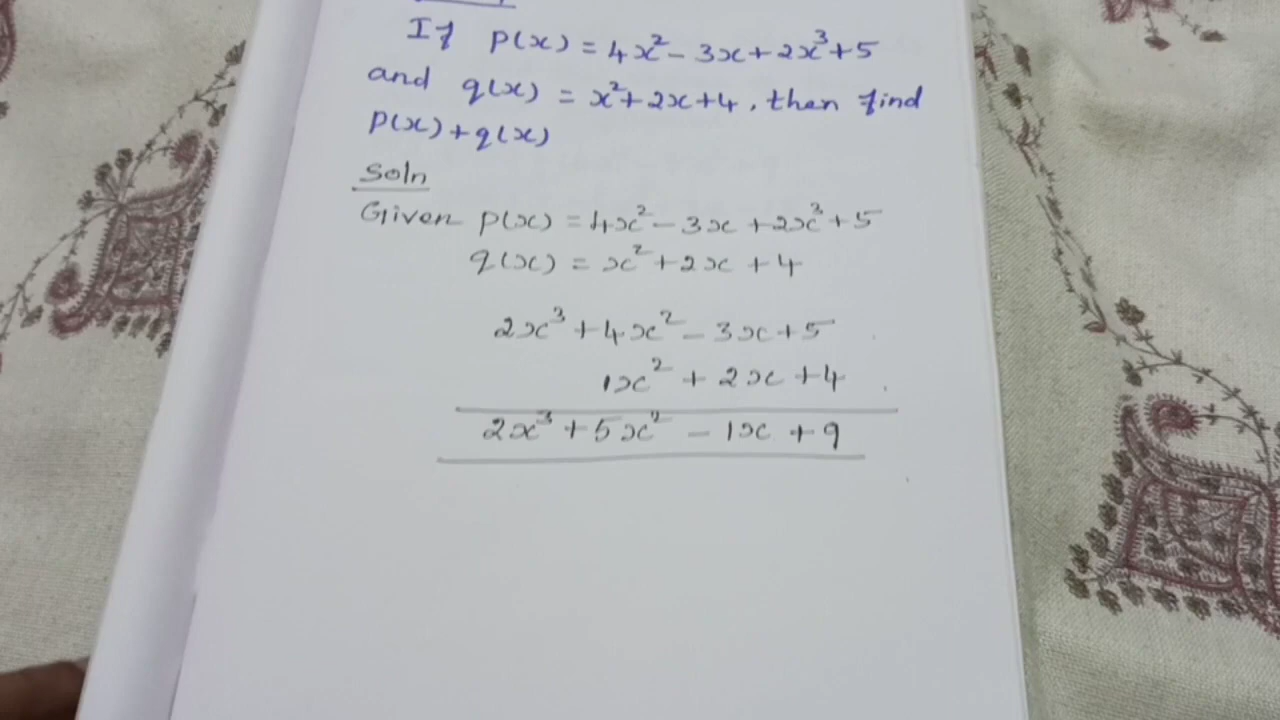 If p(x) = 4x² - 3x + 2x³ + 5
and q(x) = x² + 2x + 4, then find
p(x) + q(x)
Soln
Given p(x) = 4x² - 3x + 2x³ + 5
q(x) = x² + 2x + 4
2x³ + 4x² - 3x + 5
1x² + 2x + 4
2x³ + 5x² - 1x + 9